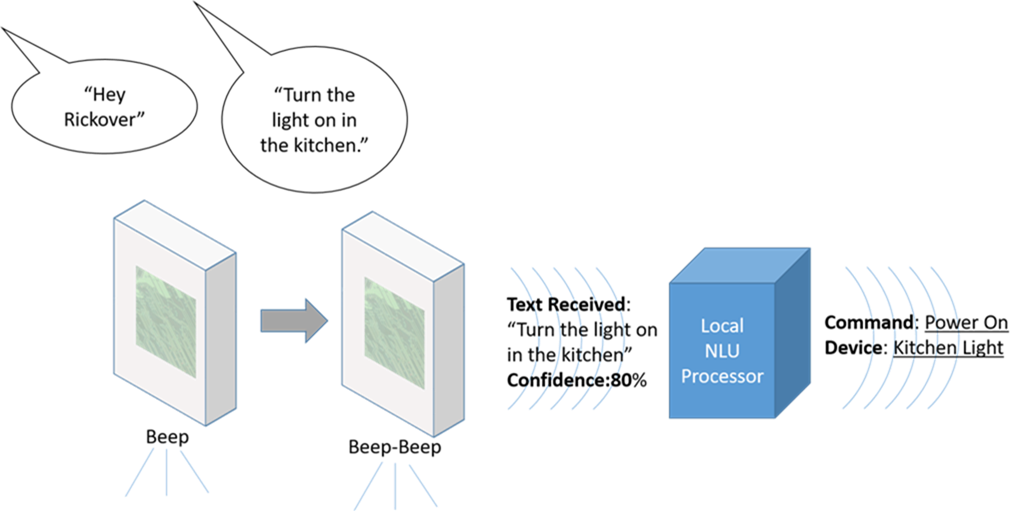 “Hey
Rickover”
“Turn the
light on in
the kitchen.”
Beep
Beep-Beep
Text Received:
“Turn the light on
in the kitchen”
Confidence:80%
Local
NLU
Processor
Command: Power On
Device: Kitchen Light